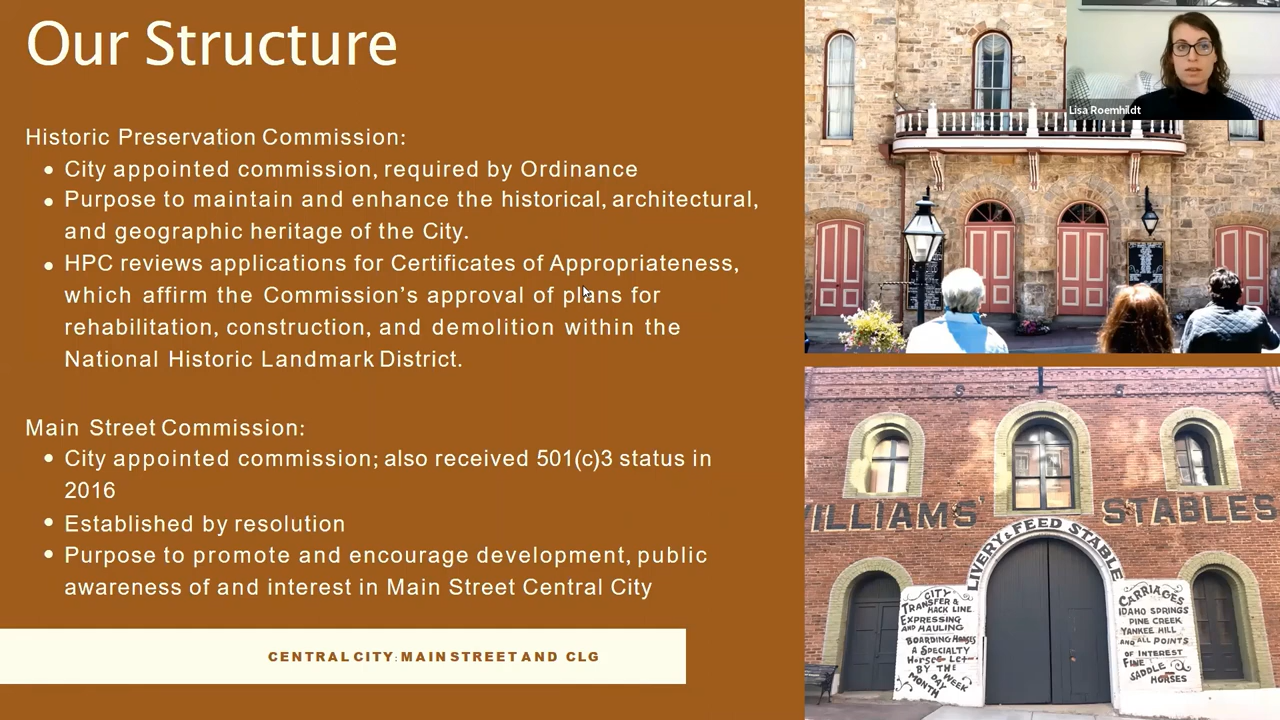 Our Structure
Historic Preservation Commission:
• City appointed commission, required by Ordinance
• Purpose to maintain and enhance the historical, architectural,
and geographic heritage of the City.
• HPC reviews applications for Certificates of Appropriateness,
which affirm the Commission's approval of plans for
rehabilitation, construction, and demolition within the
National Historic Landmark District.
Main Street Commission:
• City appointed commission; also received 501(c)3 status in
2016
• Established by resolution
• Purpose to promote and encourage development, public
awareness of and interest in Main Street Central City
CENTRAL CITY: MAIN STREET AND CLG
Lisa Roemhildt
ILLIAMS' STABLES
LIVERY & FEED STABLE
CITY
TRANSFER &
HACK LINE
EXPRESSING
AND HAULING
BOARDING HORSES
A SPECIALTY
HORSES LET
BY THE
DAY WEEK
MONTH
CARRIAGES
IDAHO SPRINGS
PINE CREEK
YANKEE HILL
AND ALL POINTS
OF INTEREST
FINE
SADDLE
HORSES